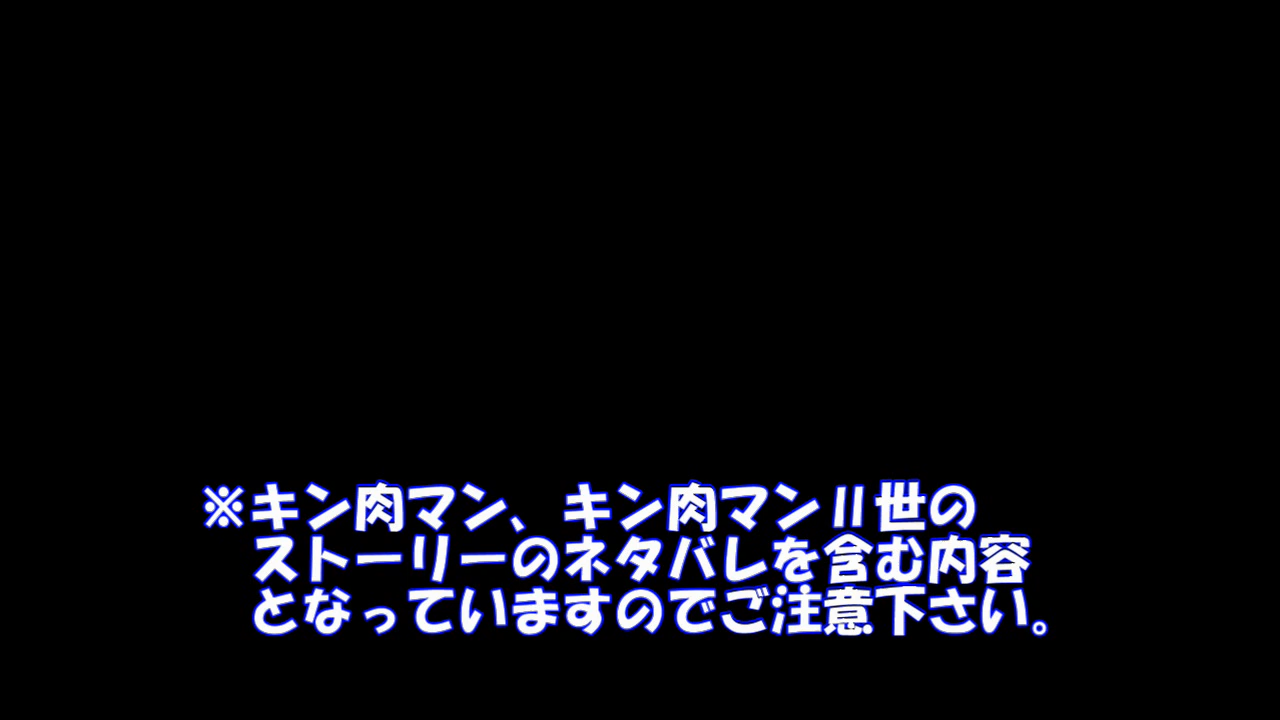 ※キン肉マン、キン肉マンⅡ世の
ストーリーのネタバレを含む内容
となっていますのでご注意下さい。